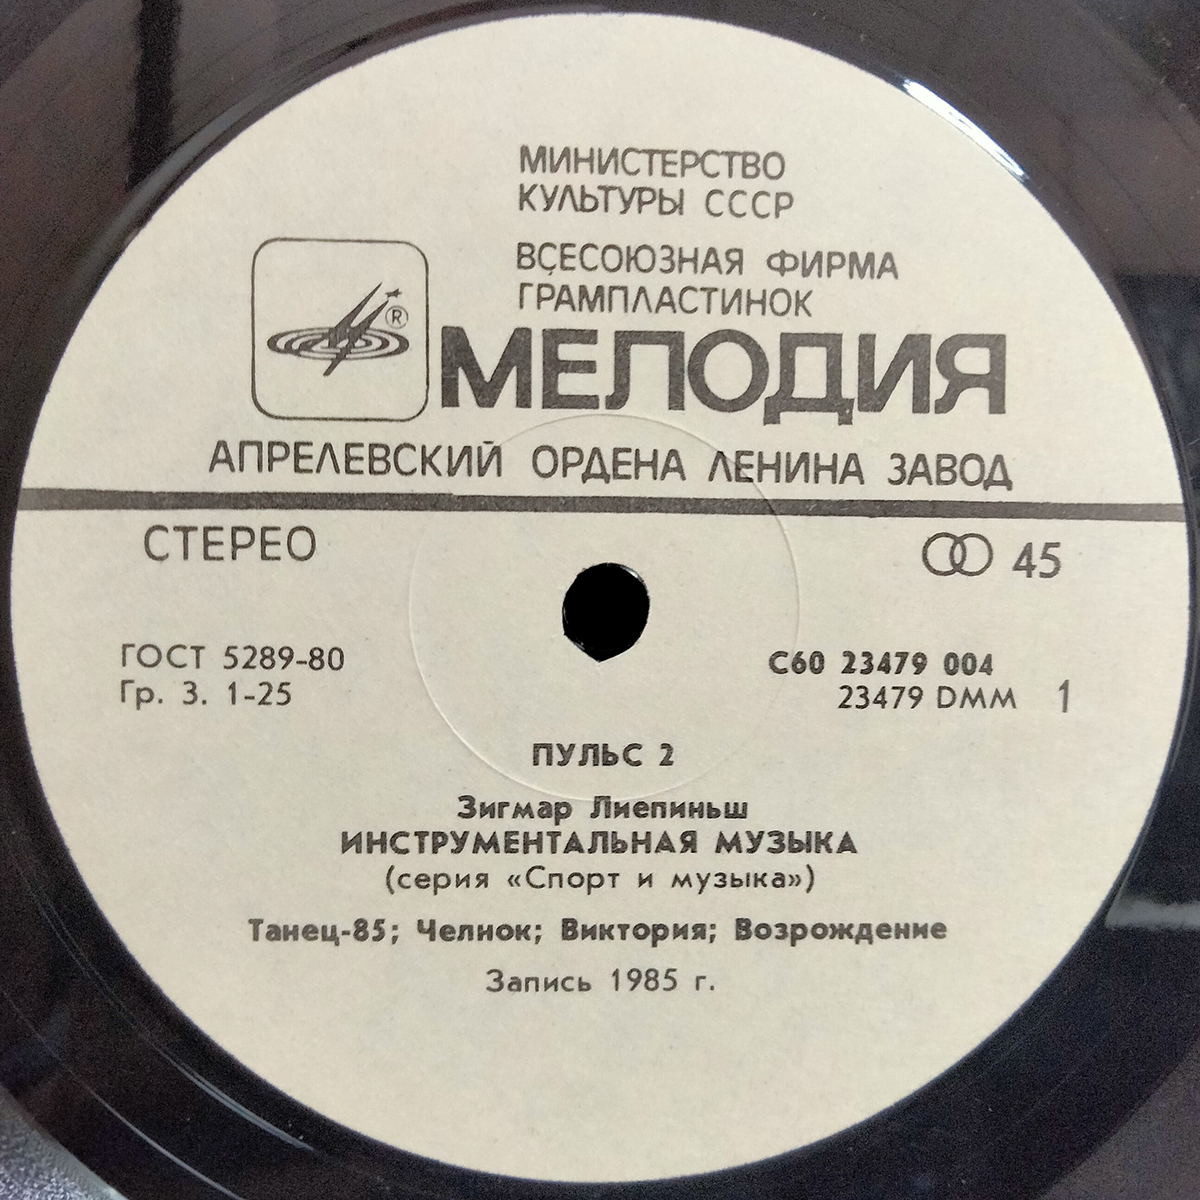 МИНИСТЕРСТВО
КУЛЬТУРЫ СССР
ВСЕСОЮЗНАЯ ФИРМА
ГРАМПЛАСТИНОК
®
МЕЛОДИЯ
АПРЕЛЕВСКИЙ ОРДЕНА ЛЕНИНА ЗАВОД
СТЕРЕО 45
ГОСТ 5289-80 С60 23479 004
Гр. 3. 1-25 23479 DMM 1
ПУЛЬС 2
Зигмар Лиепиньш
ИНСТРУМЕНТАЛЬНАЯ МУЗЫКА
(серия «Спорт и музыка»)
Танец-85; Челнок; Виктория; Возрождение
Запись 1985 г.